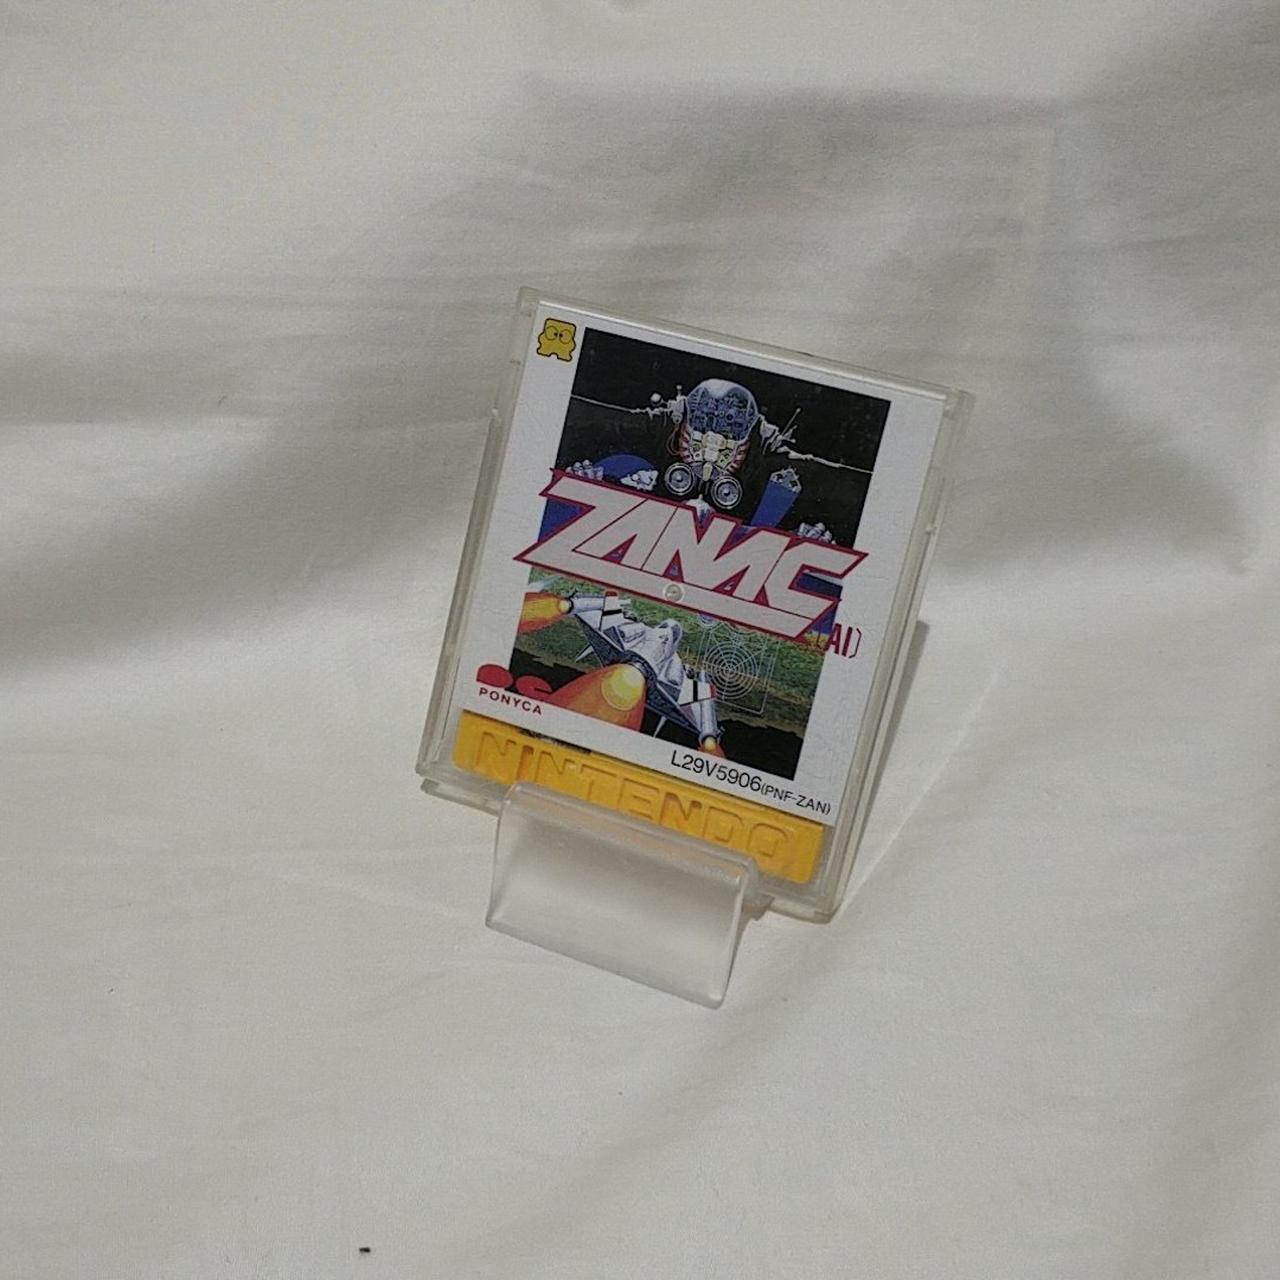 ZANAC
AI
PONYCA
L29V5906(PNF-ZAN)
NINTENDO